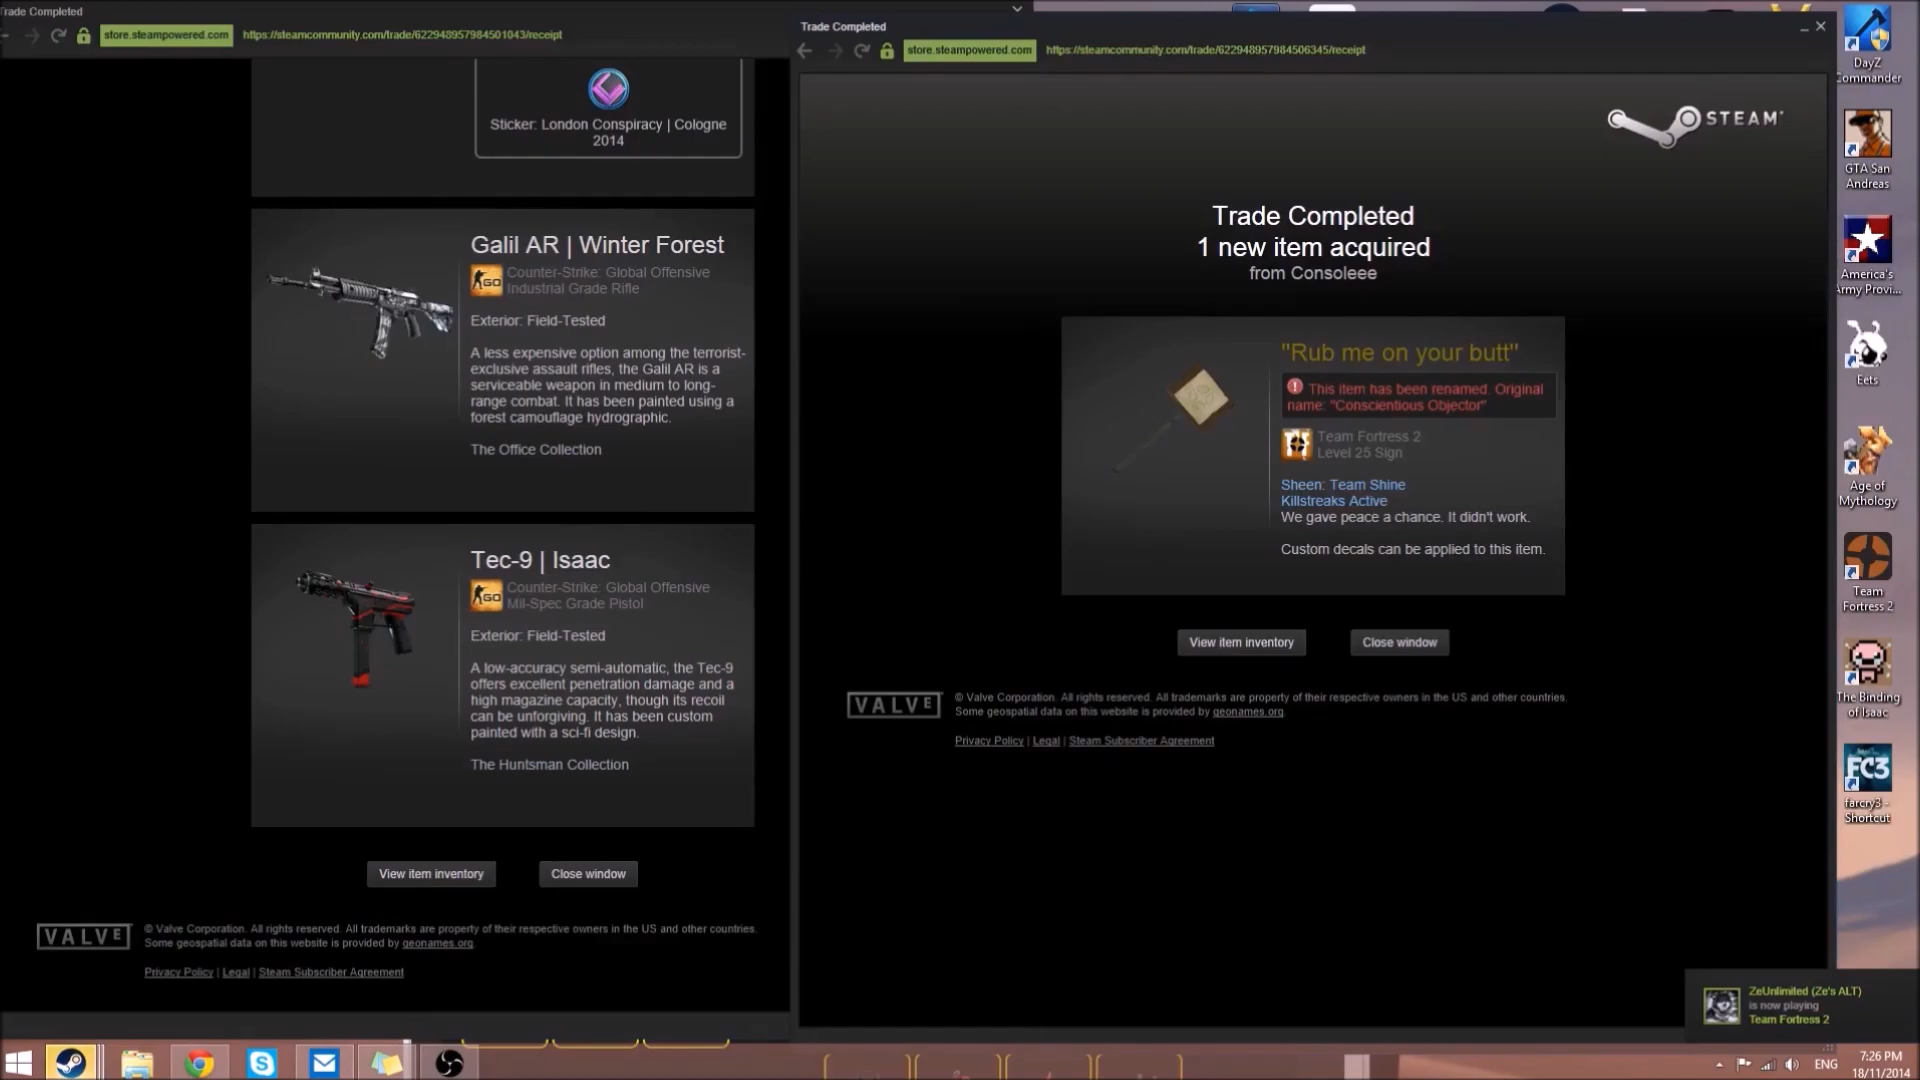 Trade Completed
store.steampowered.com
https://steamcommunity.com/trade/622948957984501043/receipt
Sticker: London Conspiracy | Cologne
2014
Galil AR | Winter Forest
GO
Counter-Strike: Global Offensive
Industrial Grade Rifle
Exterior: Field-Tested
A less expensive option among the terrorist-
exclusive assault rifles, the Galil AR is a
serviceable weapon in medium to long-
range combat. It has been painted using a
forest camouflage hydrographic.
The Office Collection
Tec-9 | Isaac
GO
Counter-Strike: Global Offensive
Mil-Spec Grade Pistol
Exterior: Field-Tested
A low-accuracy semi-automatic, the Tec-9
offers excellent penetration damage and a
high magazine capacity, though its recoil
can be unforgiving. It has been custom
painted with a sci-fi design.
The Huntsman Collection
View item inventory
Close window
VALVE
© Valve Corporation. All rights reserved. All trademarks are property of their respective owners in the US and other countries.
Some geospatial data on this website is provided by geonames.org.
Privacy Policy | Legal | Steam Subscriber Agreement
Trade Completed
store.steampowered.com
https://steamcommunity.com/trade/622948957984506345/receipt
STEAM
Trade Completed
1 new item acquired
from Consoleee
"Rub me on your butt"
This item has been renamed. Original
name: "Conscientious Objector"
Team Fortress 2
Level 25 Sign
Sheen: Team Shine
Killstreaks Active
We gave peace a chance. It didn't work.
Custom decals can be applied to this item.
View item inventory
Close window
VALVE
© Valve Corporation. All rights reserved. All trademarks are property of their respective owners in the US and other countries.
Some geospatial data on this website is provided by geonames.org.
Privacy Policy | Legal | Steam Subscriber Agreement
DayZ
Commander
GTA San
Andreas
America's
Army Provi...
Eets
Age of
Mythology
Team
Fortress 2
The Binding
of Isaac
FC3
farcry3 -
Shortcut
ZeUnlimited (Ze's ALT)
is now playing
Team Fortress 2
ENG
7:26 PM
18/11/2014